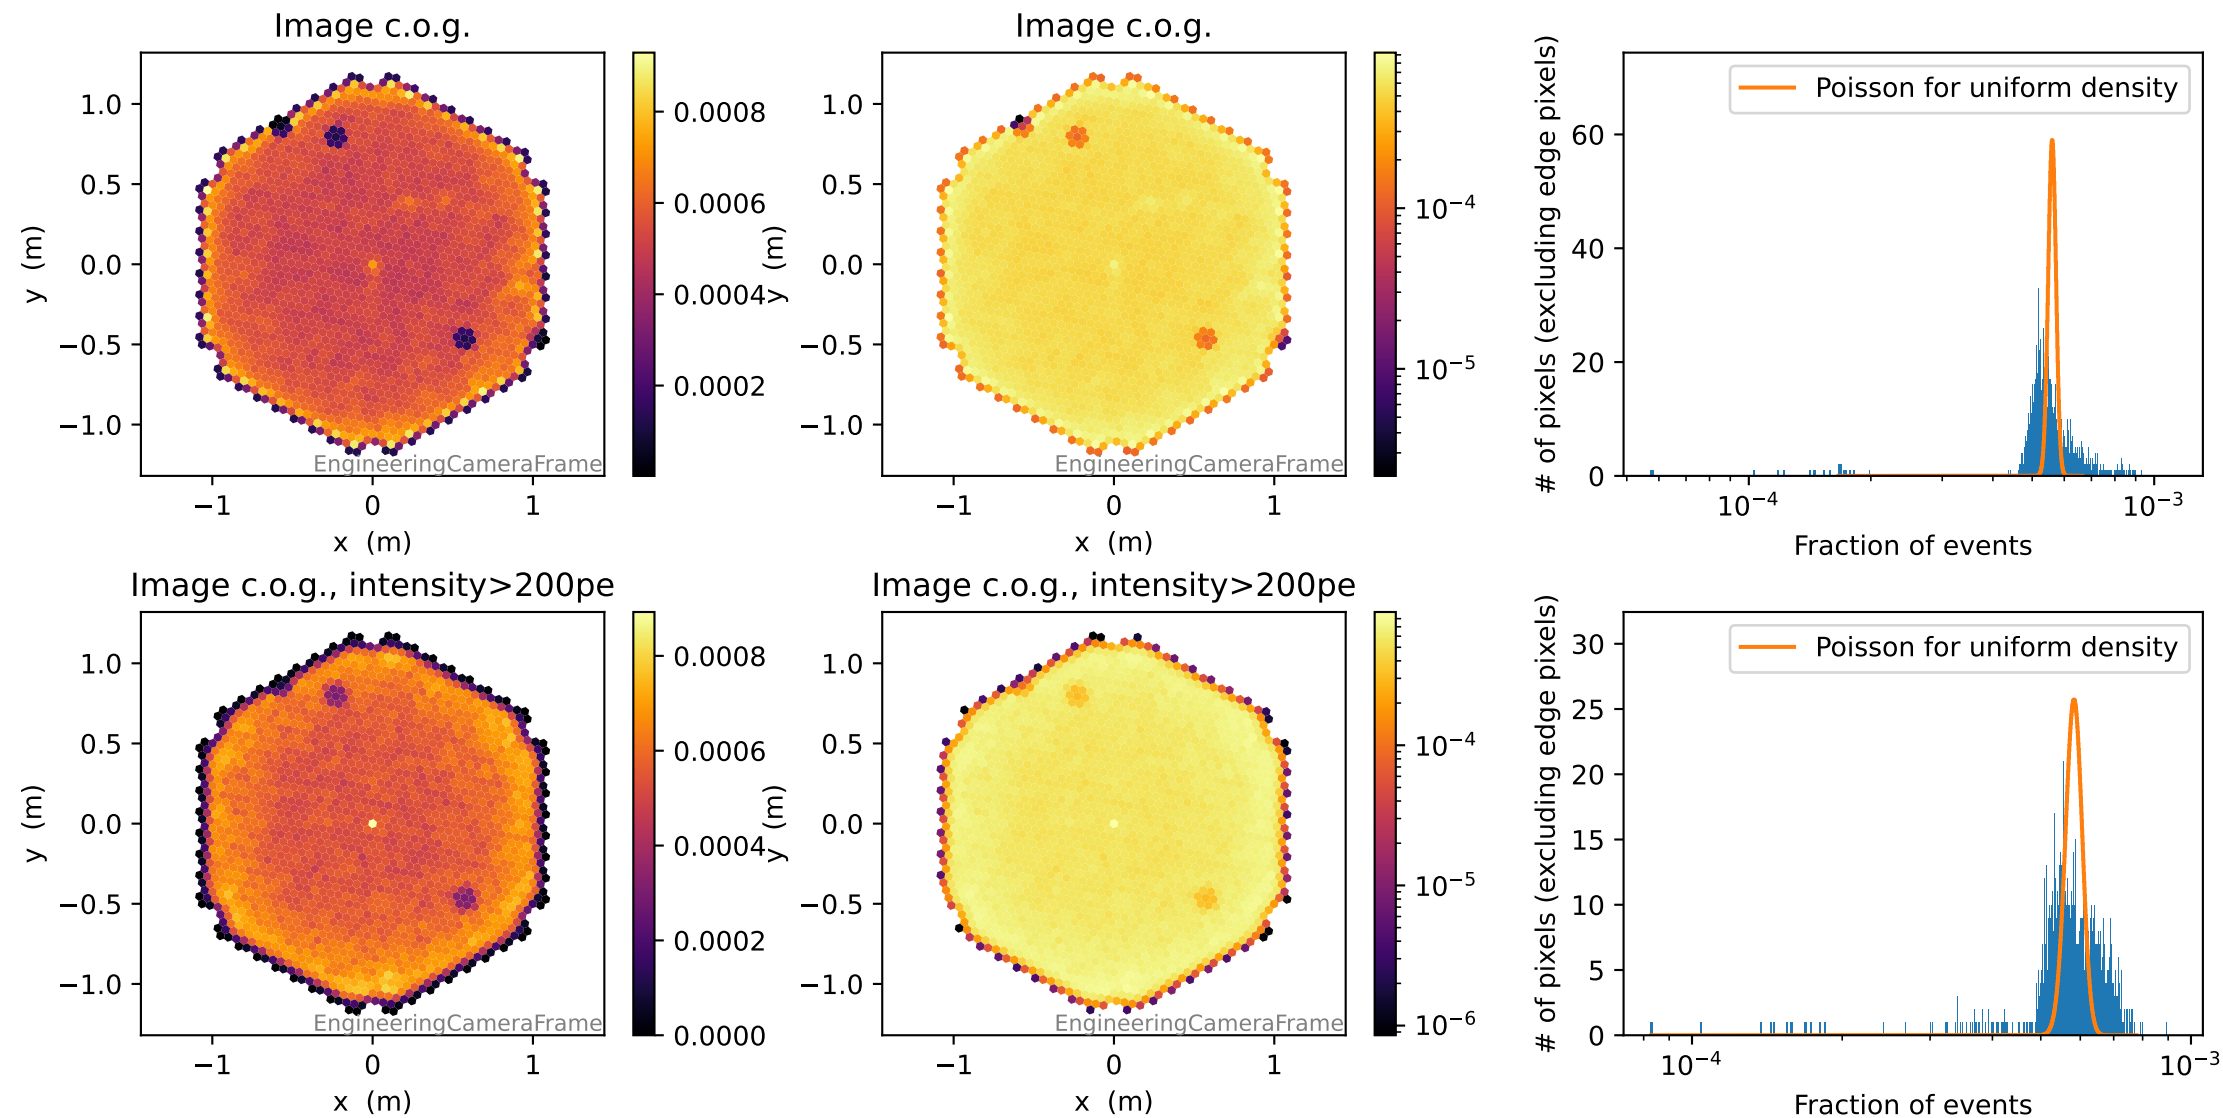 Image c.o.g.
1.0
0.5
0.0
−0.5
−1.0
y (m)
−1
0
1
x (m)
EngineeringCameraFrame
0.0008
0.0006
0.0004
0.0002
Image c.o.g.
1.0
0.5
0.0
−0.5
−1.0
y (m)
−1
0
1
x (m)
EngineeringCameraFrame
10−4
10−5
# of pixels (excluding edge pixels)
60
40
20
0
Poisson for uniform density
10−4
10−3
Fraction of events
Image c.o.g., intensity>200pe
1.0
0.5
0.0
−0.5
−1.0
y (m)
−1
0
1
x (m)
EngineeringCameraFrame
0.0008
0.0006
0.0004
0.0002
0.0000
Image c.o.g., intensity>200pe
1.0
0.5
0.0
−0.5
−1.0
y (m)
−1
0
1
x (m)
EngineeringCameraFrame
10−4
10−5
10−6
# of pixels (excluding edge pixels)
30
25
20
15
10
5
0
Poisson for uniform density
10−4
10−3
Fraction of events